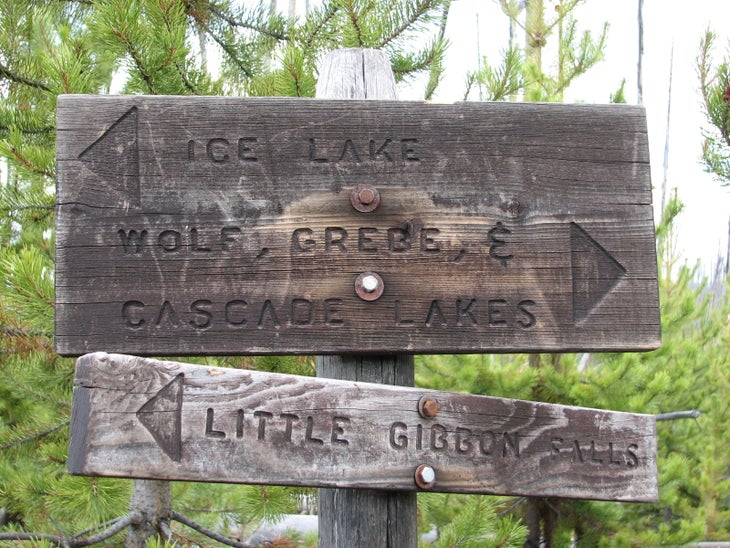 ICE LAKE
WOLF, GREBE, &
CASCADE LAKES
LITTLE GIBBON FALLS